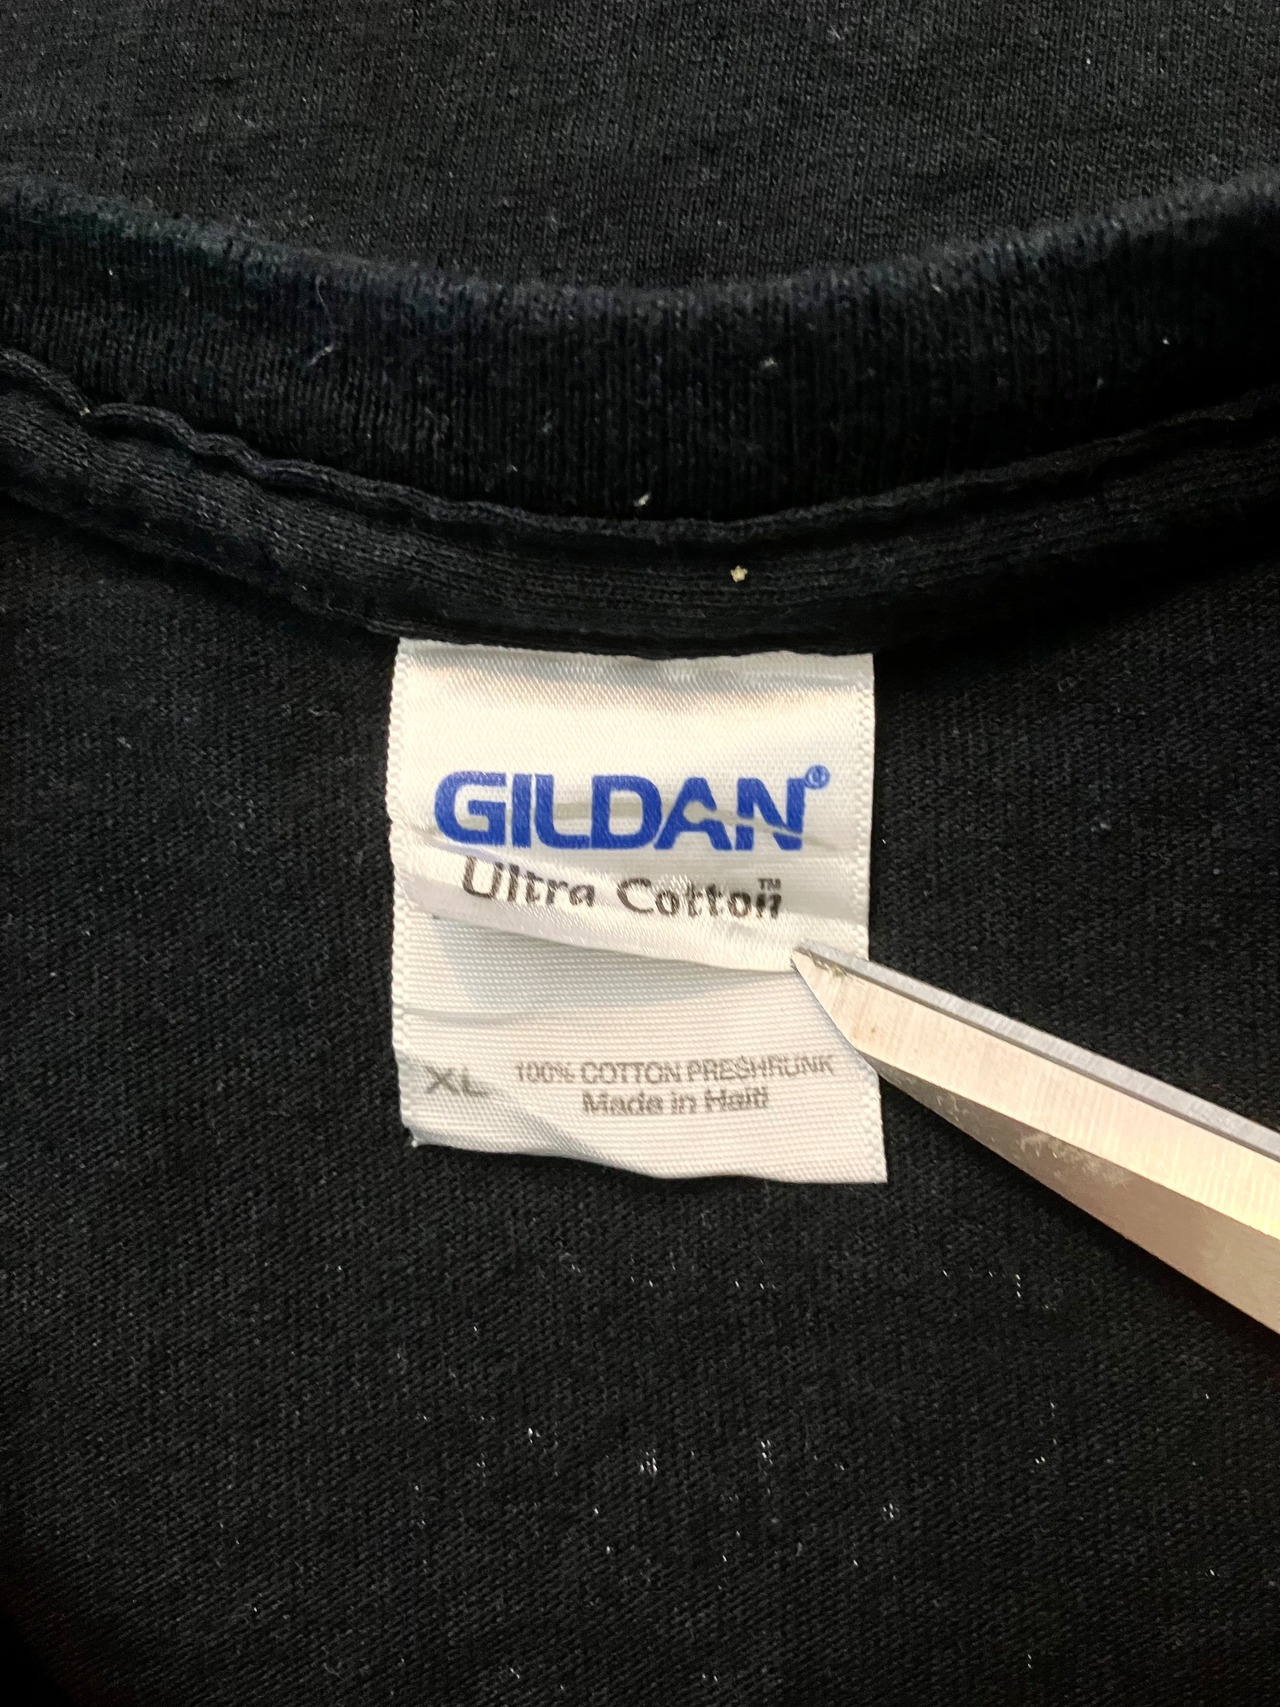 GILDAN®
Ultra Cotton™
XL 100% COTTON PRESHRUNK
Made in Haiti